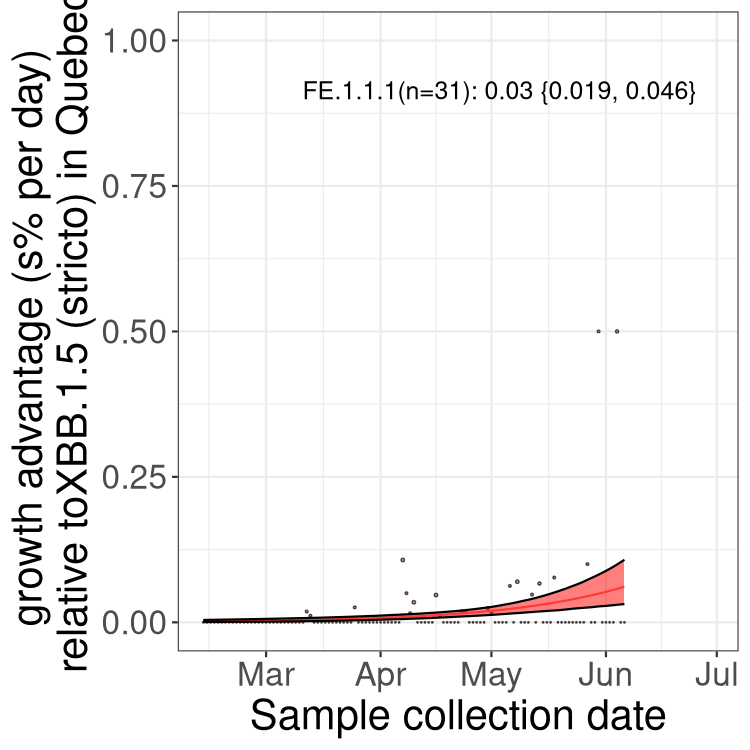 growth advantage (s% per day)
relative toXBB.1.5 (stricto) in Quebec
1.00
0.75
0.50
0.25
0.00
FE.1.1.1(n=31): 0.03 {0.019, 0.046}
Mar Apr May Jun Jul
Sample collection date